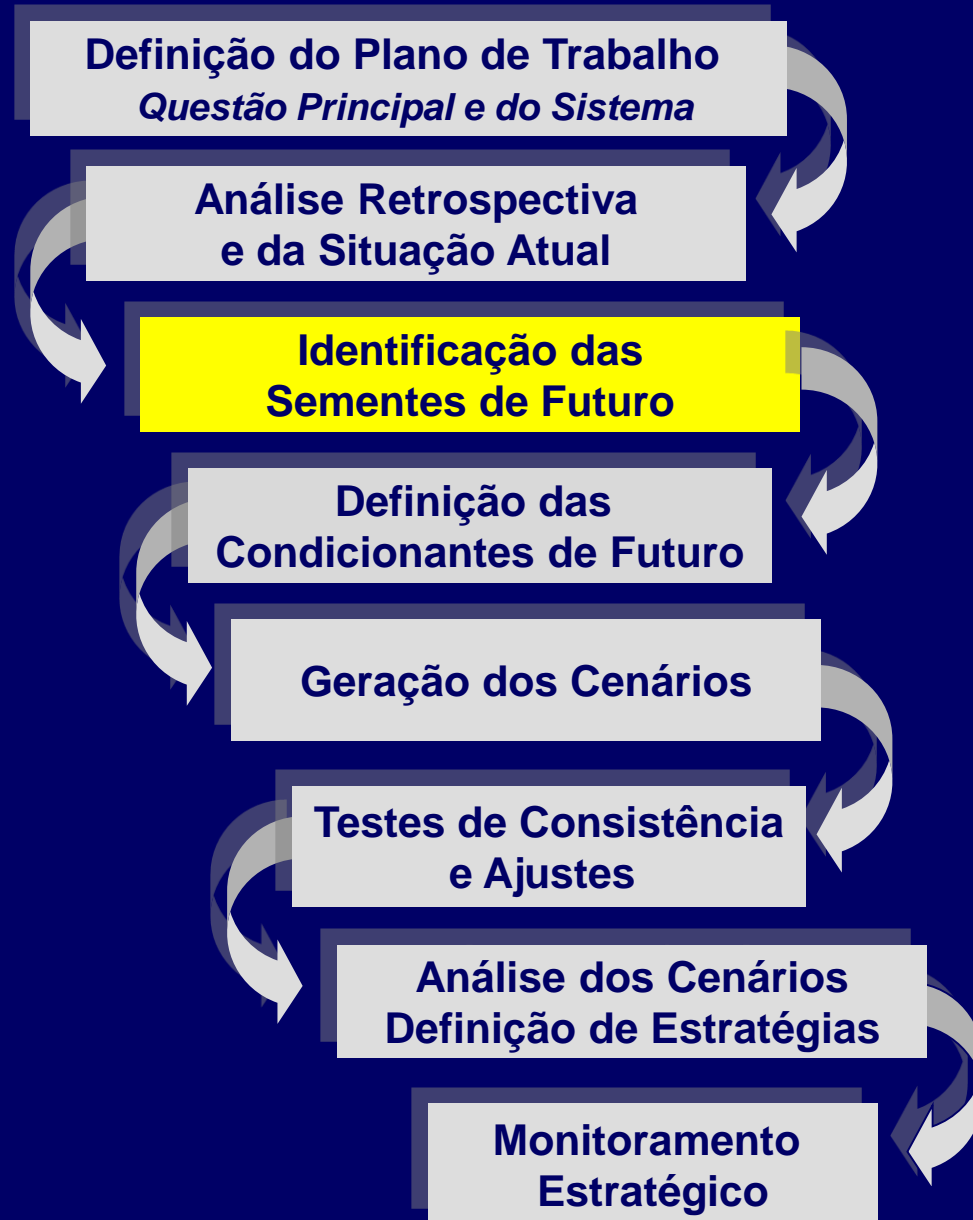 Definição do Plano de Trabalho
Questão Principal e do Sistema
Análise Retrospectiva
e da Situação Atual
Identificação das
Sementes de Futuro
Definição das
Condicionantes de Futuro
Geração dos Cenários
Testes de Consistência
e Ajustes
Análise dos Cenários
Definição de Estratégias
Monitoramento
Estratégico